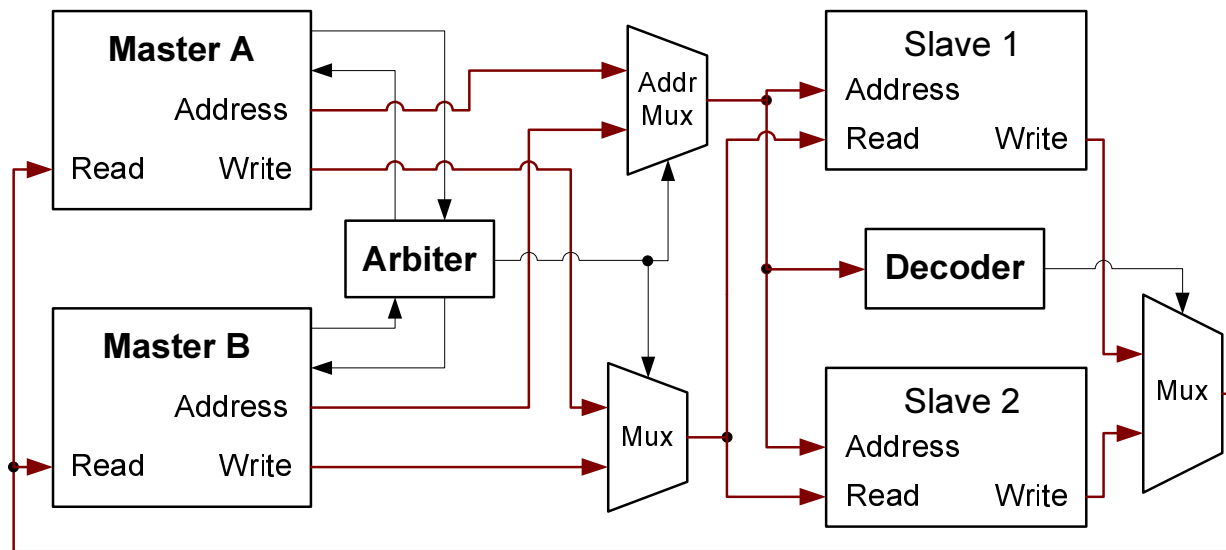 Master A
Address
Read Write
Arbiter
Master B
Address
Read Write
Addr
Mux
Mux
Slave 1
Address
Read Write
Decoder
Slave 2
Address
Read Write
Mux